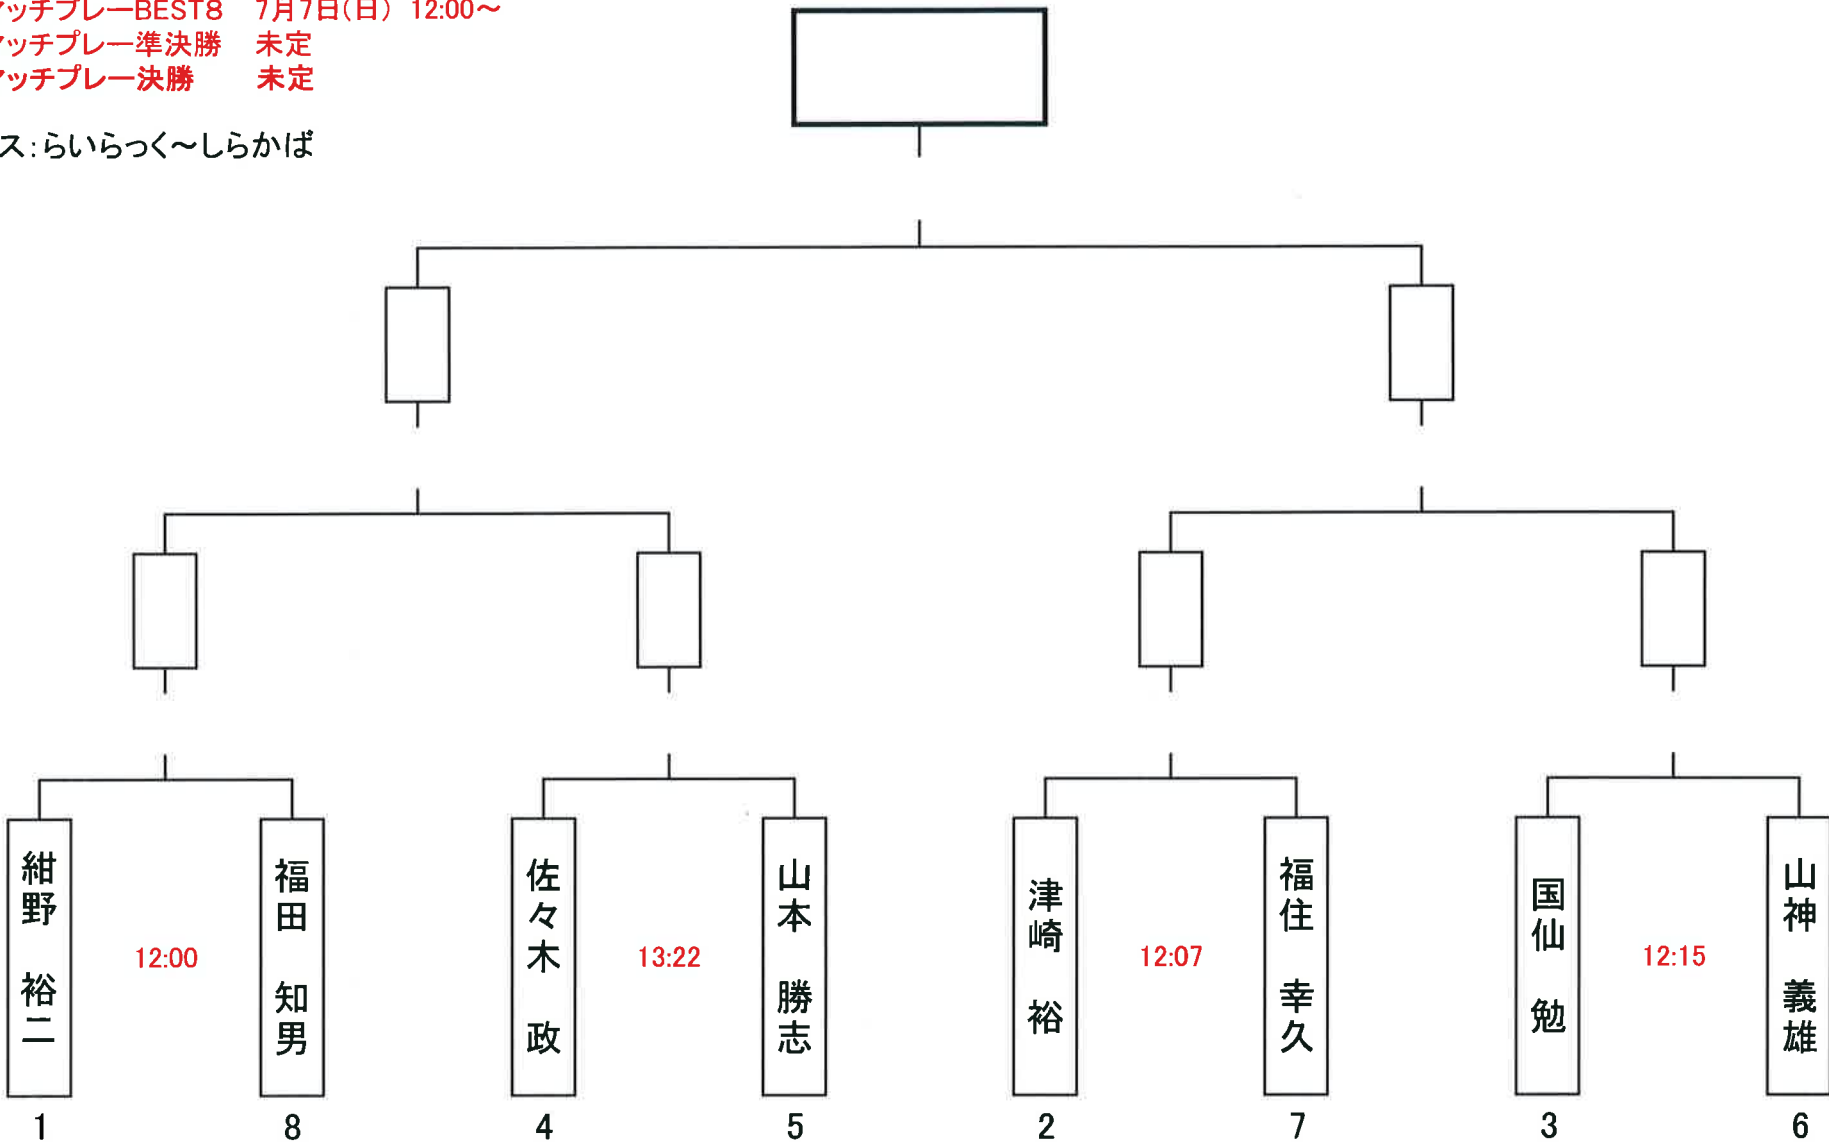 マッチプレーBEST8　7月7日(日) 12:00～
マッチプレー準決勝　未定
マッチプレー決勝　未定
ス:らいらっく～しらかば
紺野　裕二
12:00
福田　知男
佐々木　政
13:22
山本　勝志
津崎　裕
12:07
福住　幸久
国仙　勉
12:15
山神　義雄
1
8
4
5
2
7
3
6